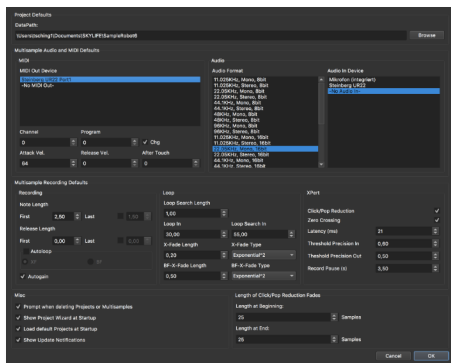 Project Defaults
DatePath:
\Users\tsching1\Documents\SKYLIFE\SampleRobot6
Browse
Multisample Audio and MIDI Defaults
MIDI
MIDI Out Device
Steinberg UR22 Port1
-No MIDI Out-
Channel Program
0 0 Chg
Attack Vel. Release Vel. After Touch
64 0 0
Audio
Audio Format
11.025KHz, Mono, 8bit
11.025KHz, Stereo, 8bit
22.05KHz, Mono, 8bit
22.05KHz, Stereo, 8bit
44.1KHz, Mono, 8bit
44.1KHz, Stereo, 8bit
48KHz, Mono, 8bit
48KHz, Stereo, 8bit
96KHz, Mono, 8bit
96KHz, Stereo, 8bit
11.025KHz, Mono, 16bit
11.025KHz, Stereo, 16bit
22.05KHz, Mono, 16bit
22.05KHz, Stereo, 16bit
44.1KHz, Mono, 16bit
44.1KHz, Stereo, 16bit
Audio In Device
Mikrofon (integriert)
Steinberg UR22
-No Audio In-
Multisample Recording Defaults
Recording
Note Length
First 2,50 Last 1,50
Release Length
First 0,00 Last 0,00
Autoloop
Autogain
Loop
Loop Search Length
1,00
Loop In Loop Search In
30,00 50,00
X-Fade Length X-Fade Type
0,20 Exponential^2
BF-X-Fade Length BF-X-Fade Type
0,50 Exponential^2
XPort
Click/Pop Reduction
Zero Crossing
Latency (ms) 21
Threshold Precision In 0,50
Threshold Precision Out 0,50
Record Pause (s) 3,50
Misc
Prompt when deleting Projects or Multisamples
Show Project Wizard at Startup
Load default Projects at Startup
Show Update Notifications
Length of Click/Pop Reduction Fades
Length at Beginning:
25 Samples
Length at End:
25 Samples
Cancel OK